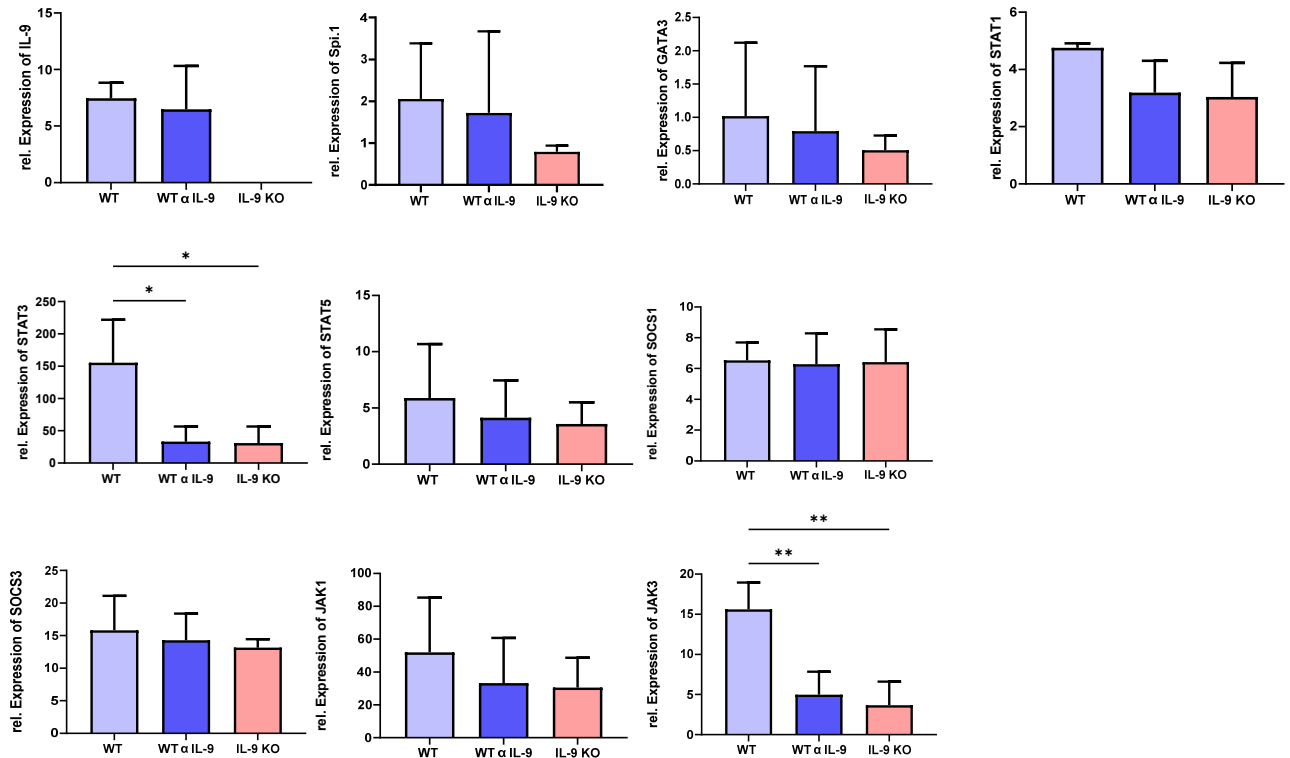 rel. Expression of IL-9
15
10
5
0
WT
WT α IL-9
IL-9 KO
rel. Expression of Spi.1
4
3
2
1
0
WT
WT α IL-9
IL-9 KO
rel. Expression of GATA3
2.5
2.0
1.5
1.0
0.5
0.0
WT
WT α IL-9
IL-9 KO
rel. Expression of STAT1
6
4
2
0
WT
WT α IL-9
IL-9 KO
*
*
rel. Expression of STAT3
250
200
150
100
50
0
WT
WT α IL-9
IL-9 KO
rel. Expression of STAT5
15
10
5
0
WT
WT α IL-9
IL-9 KO
rel. Expression of SOCS1
10
8
6
4
2
0
WT
WT α IL-9
IL-9 KO
rel. Expression of SOCS3
25
20
15
10
5
0
WT
WT α IL-9
IL-9 KO
rel. Expression of JAK1
100
80
60
40
20
0
WT
WT α IL-9
IL-9 KO
**
**
rel. Expression of JAK3
20
15
10
5
0
WT
WT α IL-9
IL-9 KO